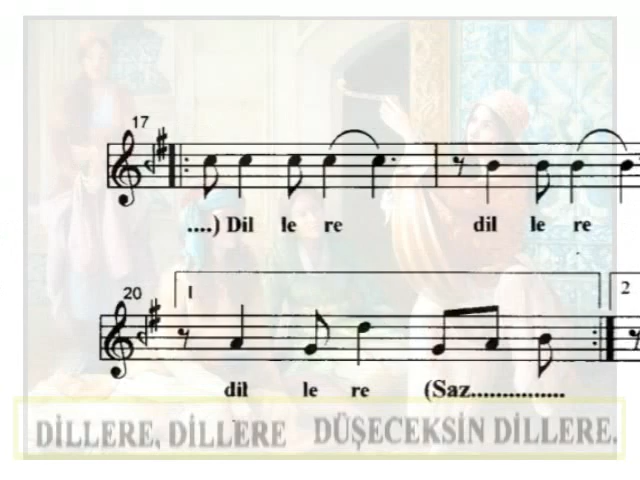 17
....) Dil le re dil le re
20 1 2
dil le re (Saz...............
DİLLERE, DİLLERE DÜŞECEKSİN DİLLERE.